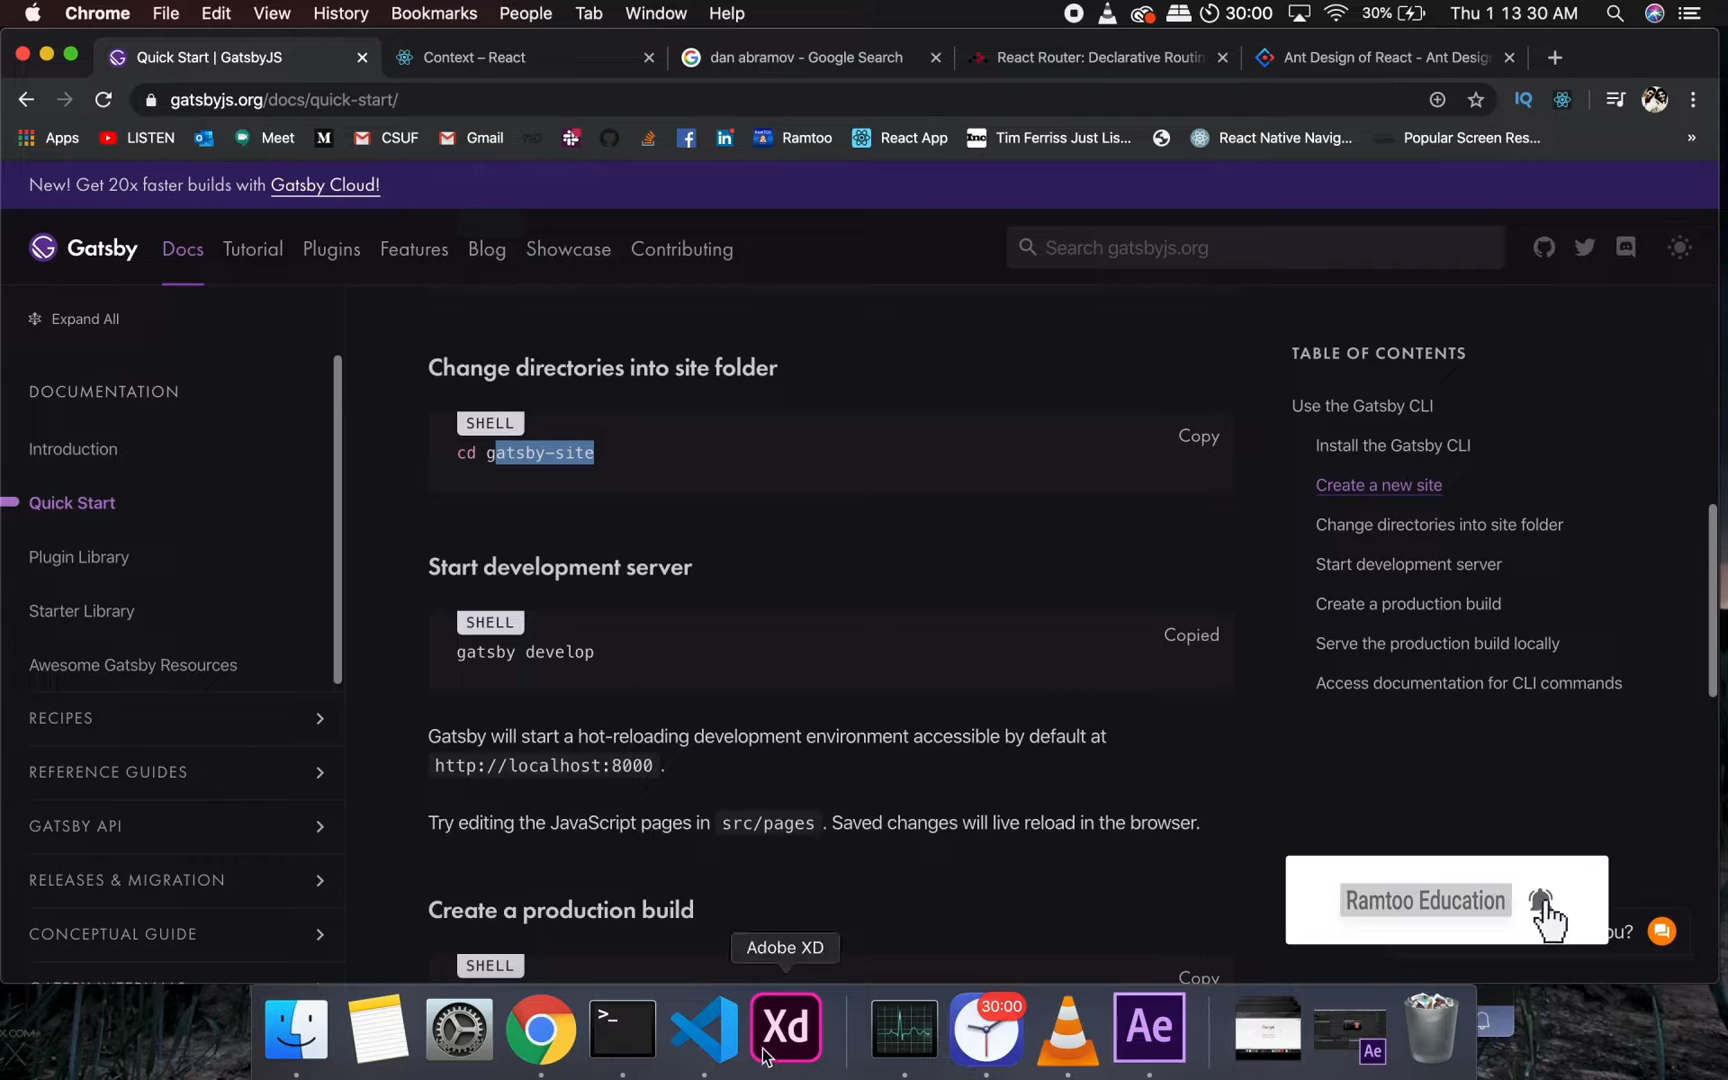 Chrome File Edit View History Bookmarks People Tab Window Help 30:00 30% Thu 1 13 30 AM
Quick Start | GatsbyJS Context – React dan abramov - Google Search React Router: Declarative Routin Ant Design of React - Ant Desig
gatsbyjs.org/docs/quick-start/ IQ
Apps LISTEN Meet M CSUF Gmail Ramtoo React App Inc Tim Ferriss Just Lis... React Native Navig... Popular Screen Res... »
New! Get 20x faster builds with Gatsby Cloud!
Gatsby Docs Tutorial Plugins Features Blog Showcase Contributing Search gatsbyjs.org
Expand All
DOCUMENTATION
Introduction
Quick Start
Plugin Library
Starter Library
Awesome Gatsby Resources
RECIPES
REFERENCE GUIDES
GATSBY API
RELEASES & MIGRATION
CONCEPTUAL GUIDE
Change directories into site folder
SHELL
Copy
cd gatsby-site
Start development server
SHELL
Copied
gatsby develop
Gatsby will start a hot-reloading development environment accessible by default at
http://localhost:8000 .
Try editing the JavaScript pages in src/pages . Saved changes will live reload in the browser.
Create a production build
SHELL
Copy
TABLE OF CONTENTS
Use the Gatsby CLI
Install the Gatsby CLI
Create a new site
Change directories into site folder
Start development server
Create a production build
Serve the production build locally
Access documentation for CLI commands
Ramtoo Education
ou?
Adobe XD
>_ Xd 30:00 Ae Ae